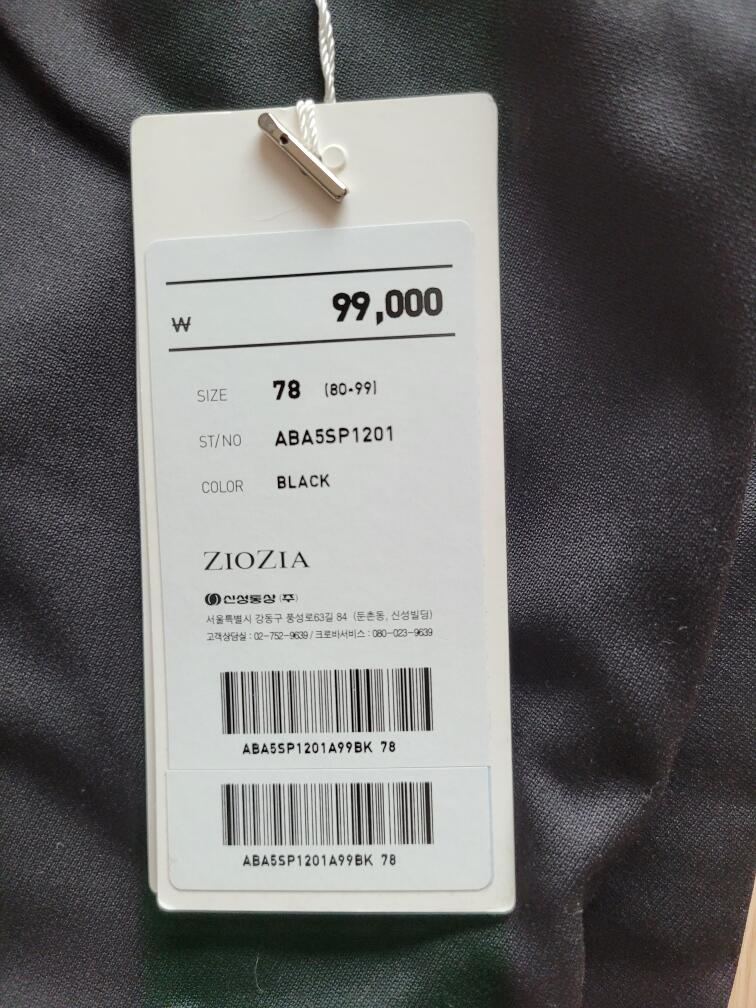 ₩ 99,000
SIZE 78 (80-99)
ST/NO ABA5SP1201
COLOR BLACK
ZIOZIA
신성통상 (주)
서울특별시 강동구 풍성로63길 84 (둔촌동, 신성빌딩)
고객상담실 : 02-752-9639 / 크로바서비스 : 080-023-9639
ABA5SP1201A99BK 78
ABA5SP1201A99BK 78